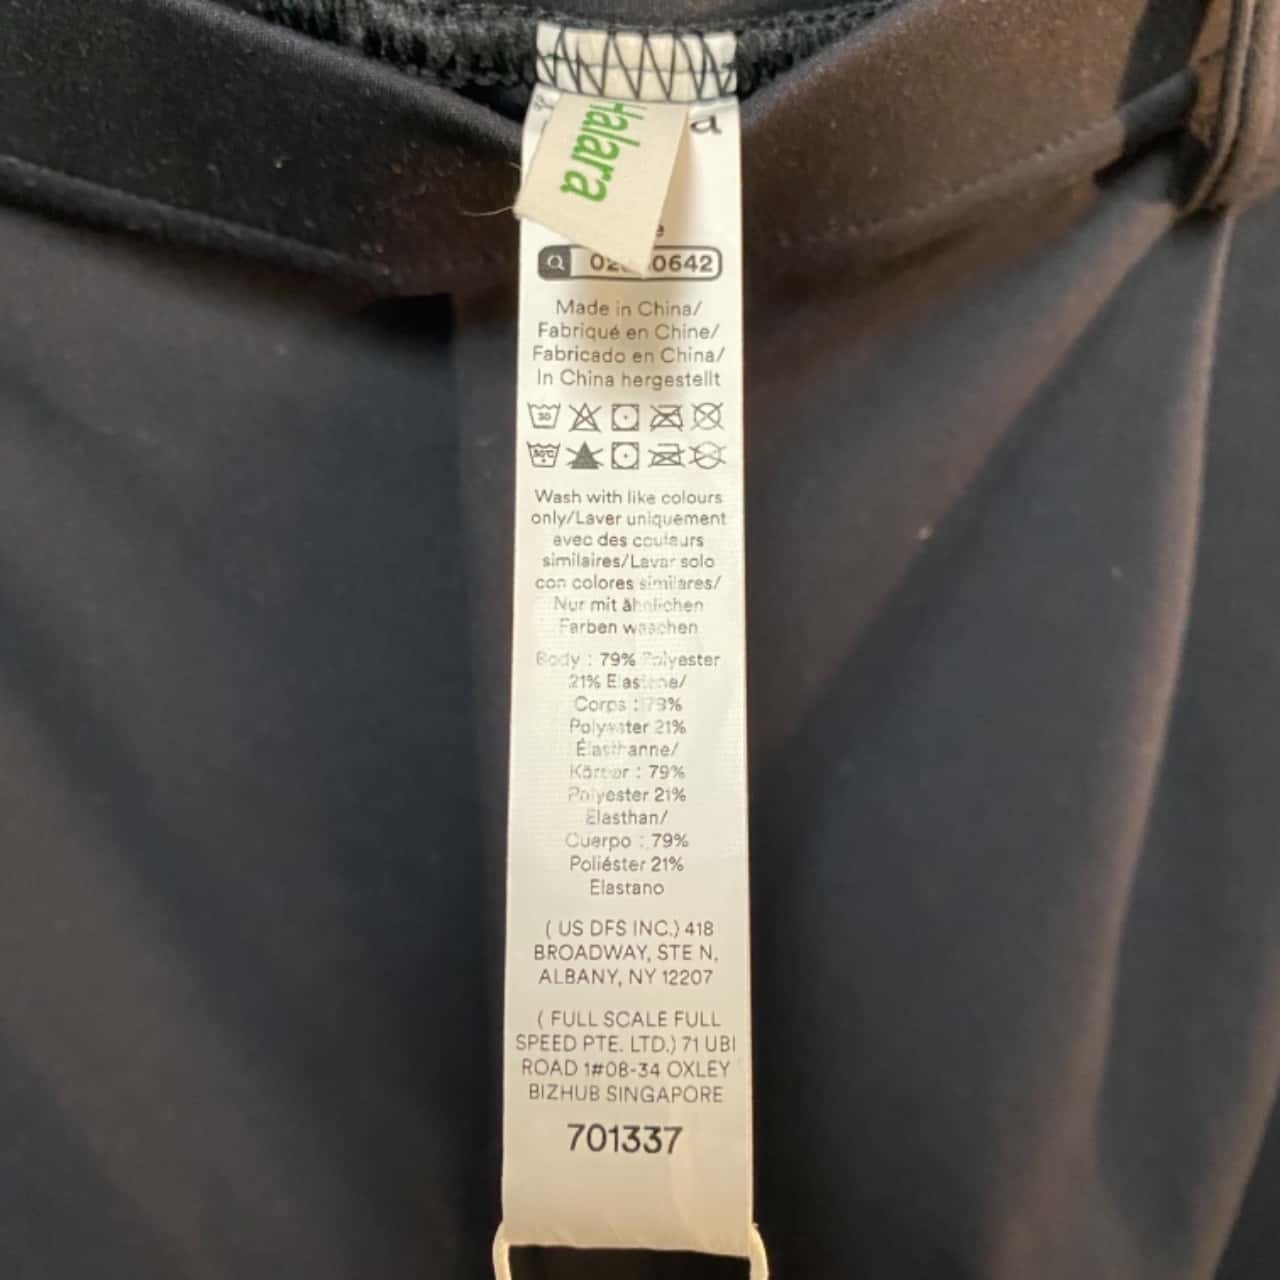 Halara
a
e
0642
Made in China/
Fabriqué en Chine/
Fabricado en China/
In China hergestellt
30
30°C
Wash with like colours
only/Laver uniquement
avec des couleurs
similaires/Lavar solo
con colores similares/
Nur mit ähnlichen
Farben waschen
Body : 79% Polyester
21% Elastane/
Corps : 79%
Polyester 21%
Élasthanne/
Körper : 79%
Polyester 21%
Elasthan/
Cuerpo : 79%
Poliéster 21%
Elastano
( US DFS INC.) 418
BROADWAY, STE N,
ALBANY, NY 12207
( FULL SCALE FULL
SPEED PTE. LTD.) 71 UBI
ROAD 1#08-34 OXLEY
BIZHUB SINGAPORE
701337